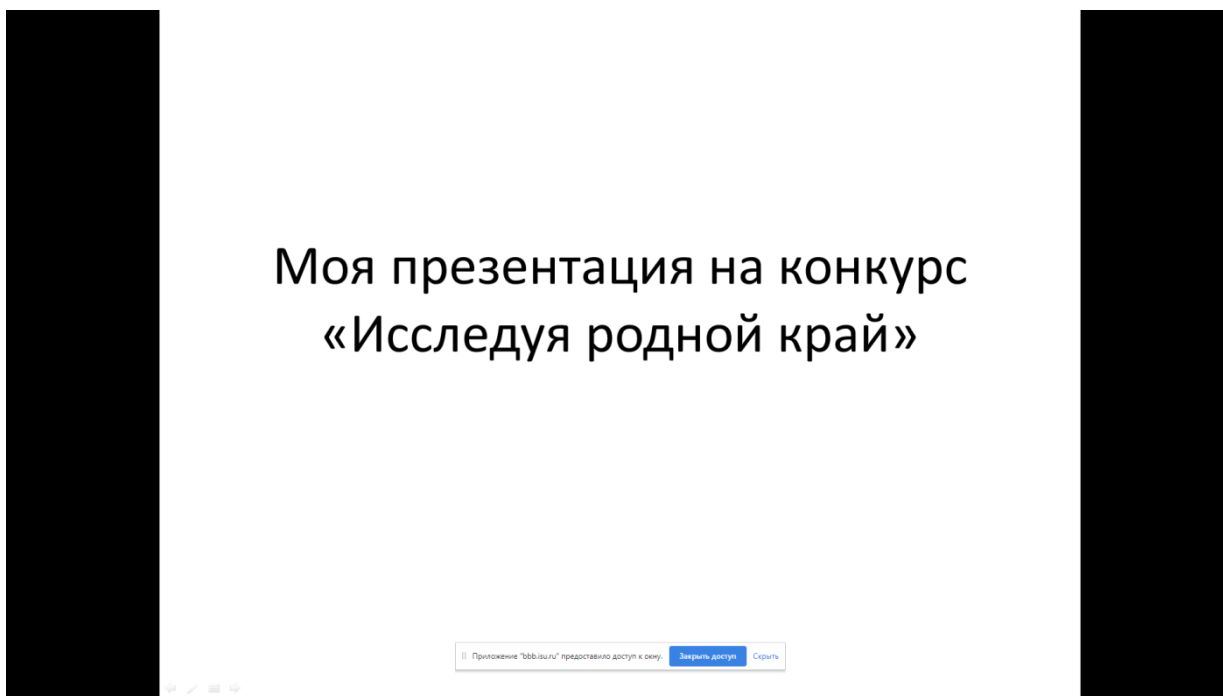 Моя презентация на конкурс
«Исследуя родной край»
Приложение "bbb.isu.ru" предоставило доступ к окну. Закрыть доступ Скрыть